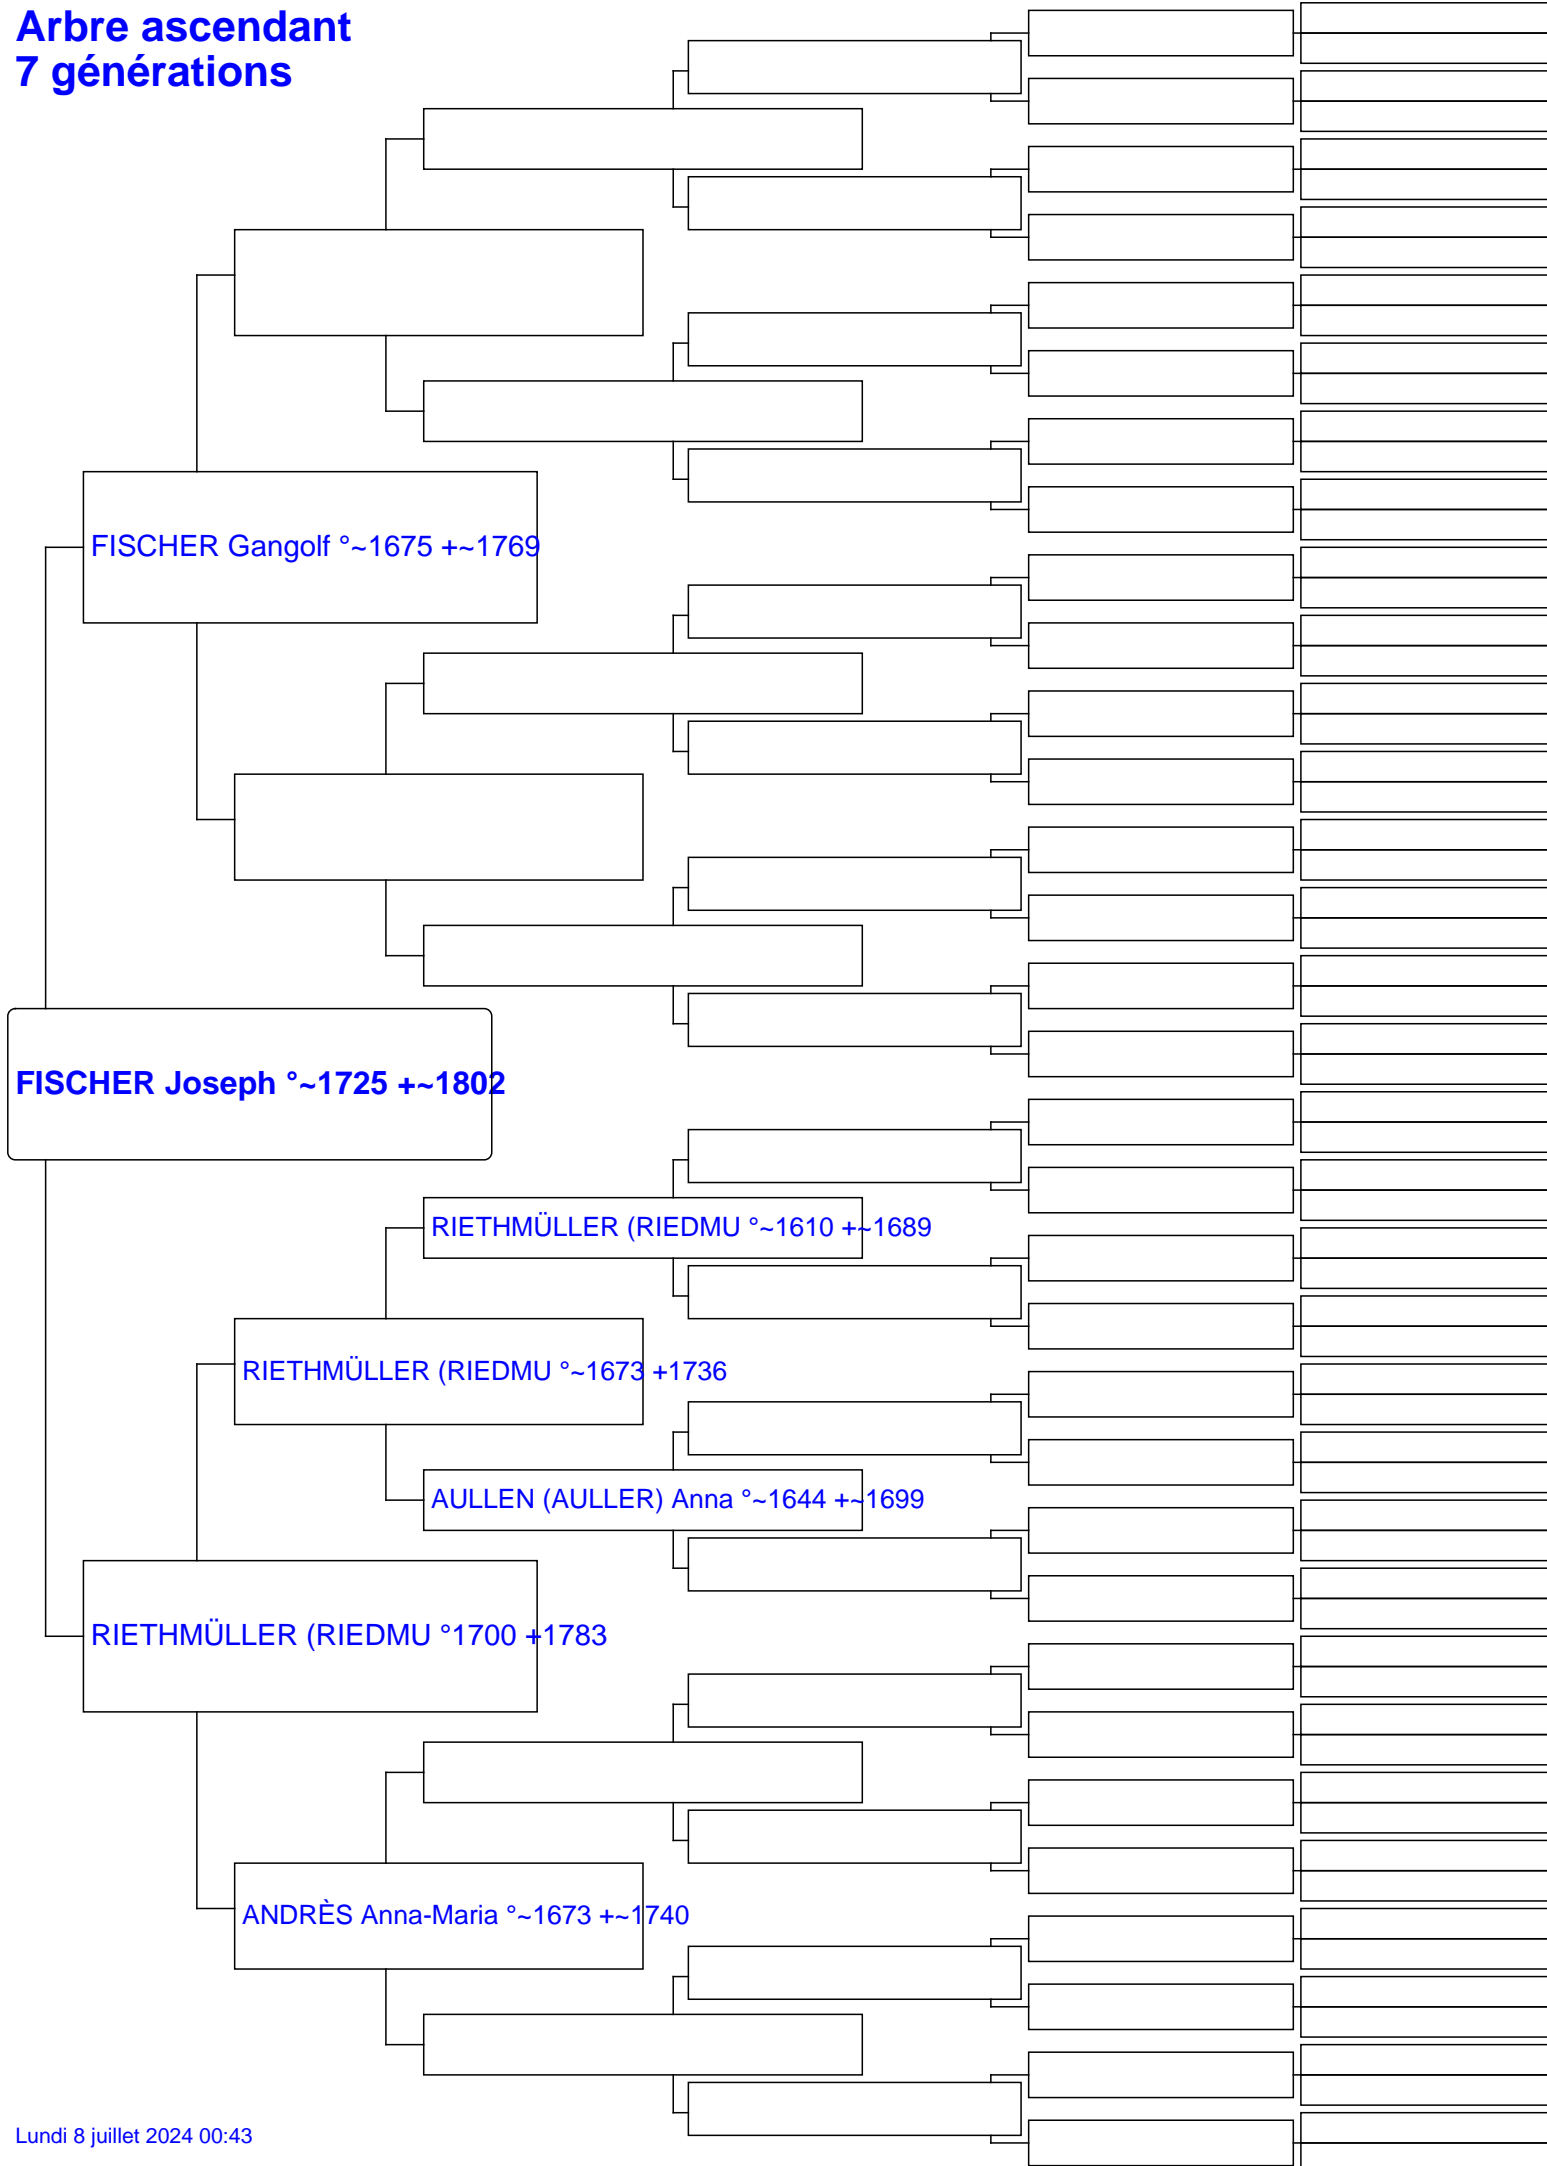 Arbre ascendant
7 générations
FISCHER Gangolf °~1675 +~1769
FISCHER Joseph °~1725 +~1802
RIETHMÜLLER (RIEDMU °~1610 +~1689
RIETHMÜLLER (RIEDMU °~1673 +1736
AULLEN (AULLER) Anna °~1644 +~1699
RIETHMÜLLER (RIEDMU °1700 +1783
ANDRÈS Anna-Maria °~1673 +~1740
Lundi 8 juillet 2024 00:43